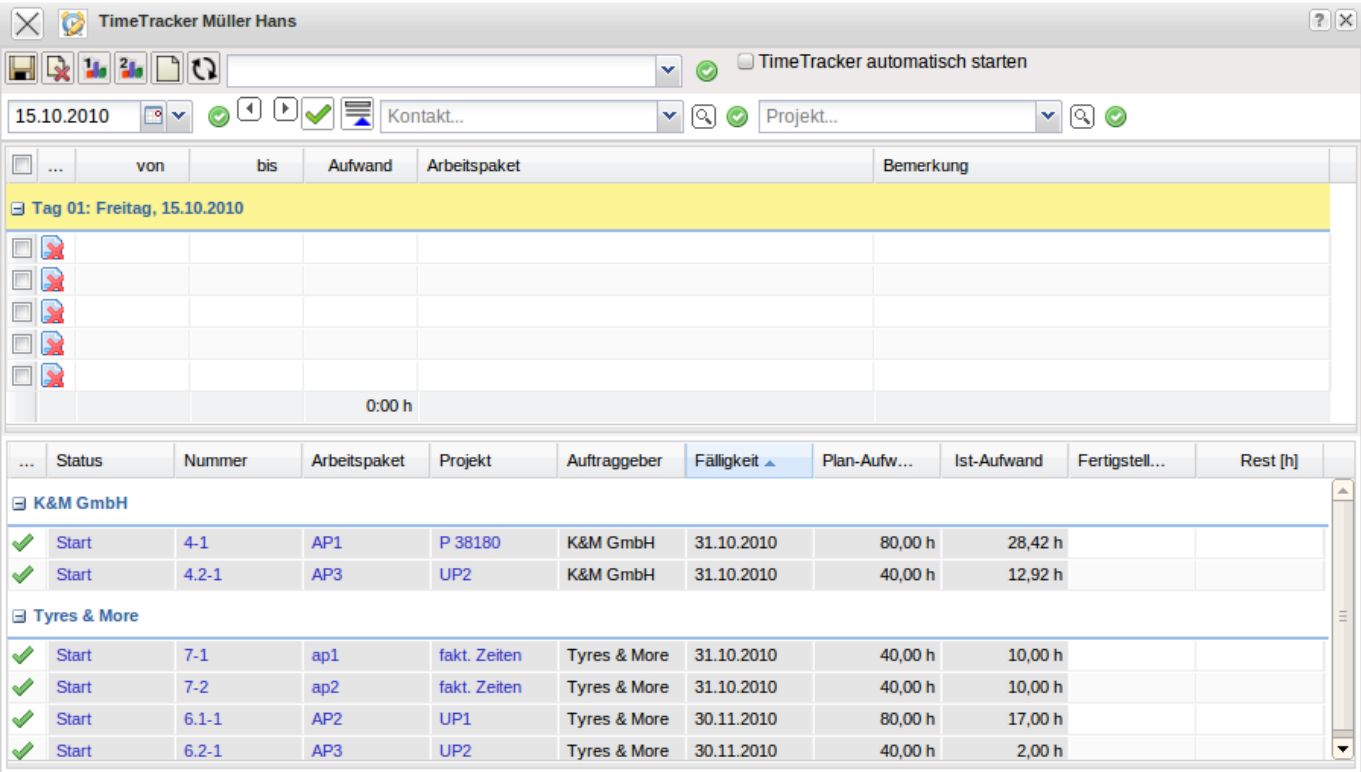 TimeTracker Müller Hans ?
1 2 TimeTracker automatisch starten
15.10.2010 Kontakt... Projekt...
... von bis Aufwand Arbeitspaket Bemerkung
Tag 01: Freitag, 15.10.2010
0:00 h
... Status Nummer Arbeitspaket Projekt Auftraggeber Fälligkeit Plan-Aufw... Ist-Aufwand Fertigstell... Rest [h]
K&M GmbH
Start 4-1 AP1 P 38180 K&M GmbH 31.10.2010 80,00 h 28,42 h
Start 4.2-1 AP3 UP2 K&M GmbH 31.10.2010 40,00 h 12,92 h
Tyres & More
Start 7-1 ap1 fakt. Zeiten Tyres & More 31.10.2010 40,00 h 10,00 h
Start 7-2 ap2 fakt. Zeiten Tyres & More 31.10.2010 40,00 h 10,00 h
Start 6.1-1 AP2 UP1 Tyres & More 30.11.2010 80,00 h 17,00 h
Start 6.2-1 AP3 UP2 Tyres & More 30.11.2010 40,00 h 2,00 h